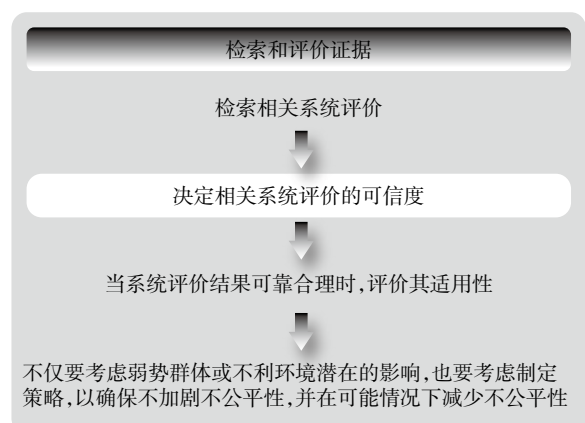 检索和评价证据
检索相关系统评价
决定相关系统评价的可信度
当系统评价结果可靠合理时,评价其适用性
不仅要考虑弱势群体或不利环境潜在的影响,也要考虑制定
策略,以确保不加剧不公平性,并在可能情况下减少不公平性